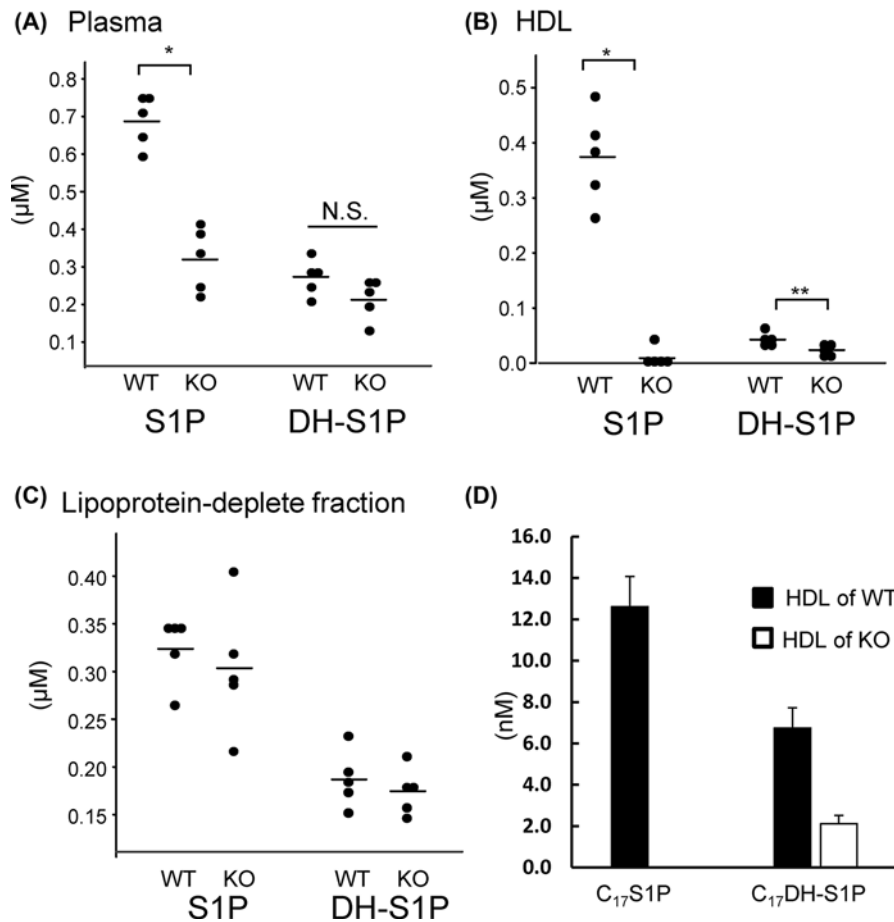 (A) Plasma
*
0.8
0.7
0.6
0.5
0.4
0.3
0.2
0.1
(µM)
N.S.
WT KO WT KO
S1P DH-S1P
(B) HDL
*
0.5
0.4
0.3
0.2
0.1
0.0
(µM)
**
WT KO WT KO
S1P DH-S1P
(C) Lipoprotein-deplete fraction
0.40
0.35
0.30
0.25
0.20
0.15
(µM)
WT KO WT KO
S1P DH-S1P
(D)
16.0
14.0
12.0
10.0
8.0
6.0
4.0
2.0
0.0
(nM)
HDL of WT
HDL of KO
C₁₇S1P C₁₇DH-S1P